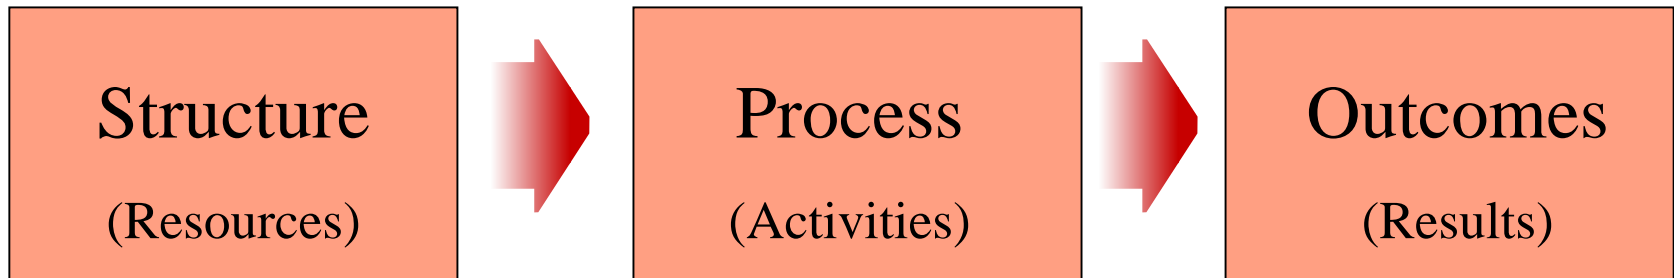 Structure
(Resources)
Process
(Activities)
Outcomes
(Results)